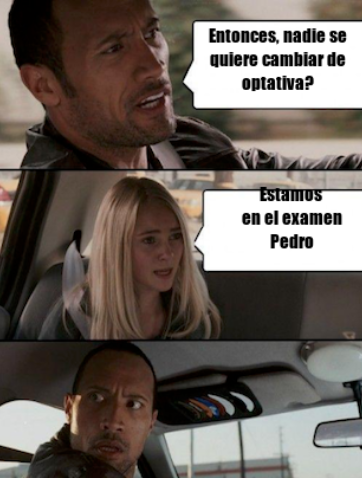 Entonces, nadie se
quiere cambiar de
optativa?
Estamos
en el examen
Pedro